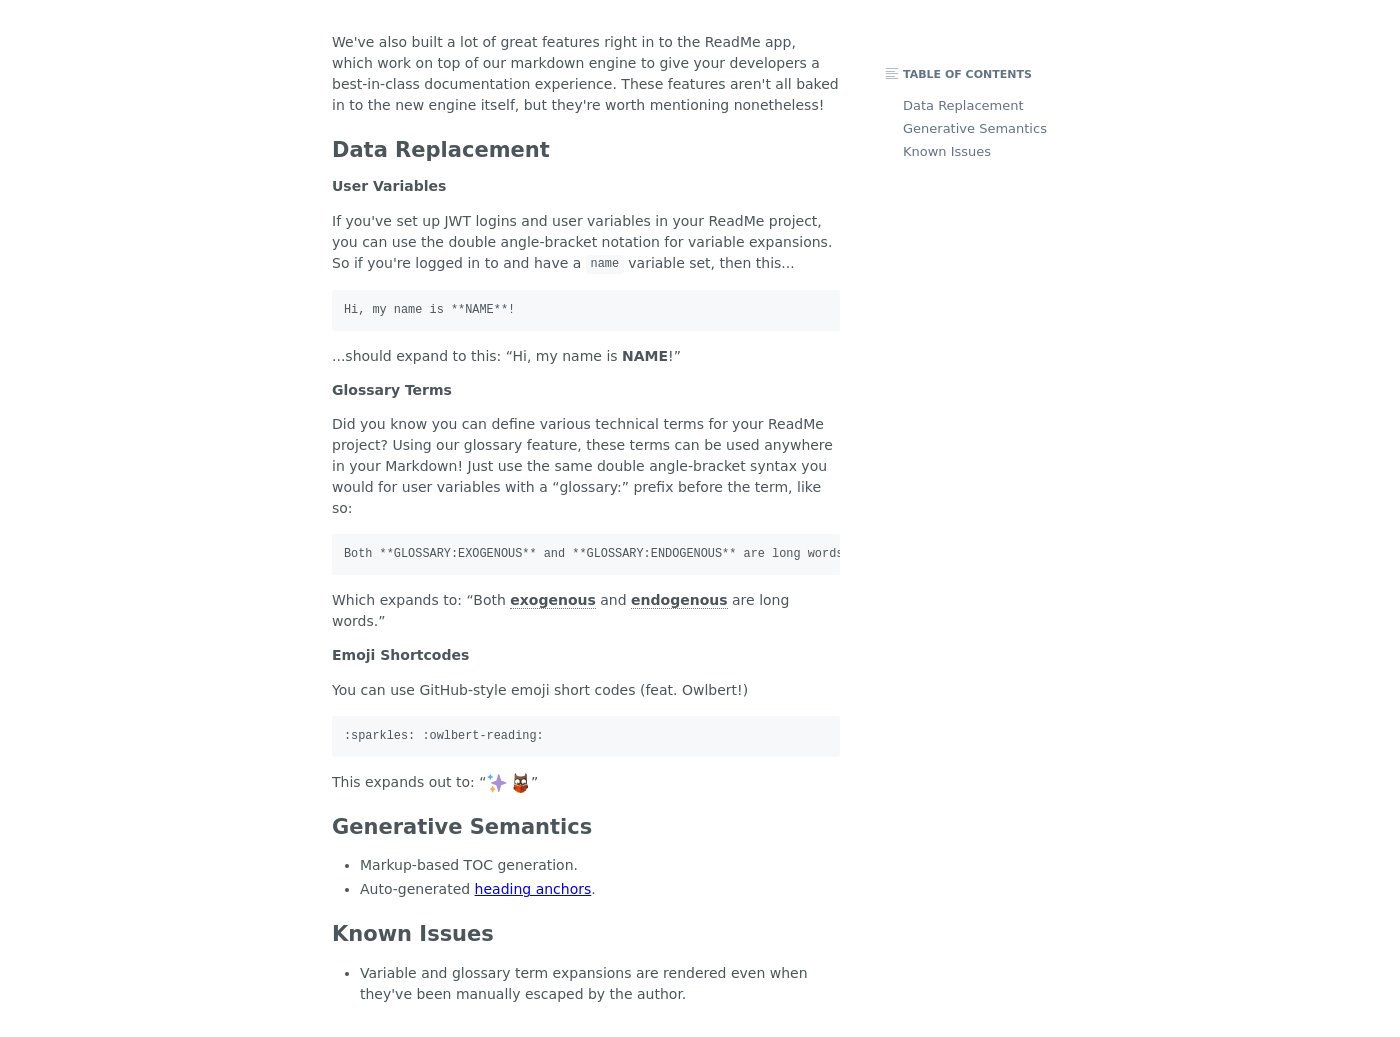 We've also built a lot of great features right in to the ReadMe app,
which work on top of our markdown engine to give your developers a
best-in-class documentation experience. These features aren't all baked
in to the new engine itself, but they're worth mentioning nonetheless!
TABLE OF CONTENTS
Data Replacement
Generative Semantics
Known Issues
Data Replacement
User Variables
If you've set up JWT logins and user variables in your ReadMe project,
you can use the double angle-bracket notation for variable expansions.
So if you're logged in to and have a name variable set, then this…
Hi, my name is **NAME**!
…should expand to this: “Hi, my name is NAME!”
Glossary Terms
Did you know you can define various technical terms for your ReadMe
project? Using our glossary feature, these terms can be used anywhere
in your Markdown! Just use the same double angle-bracket syntax you
would for user variables with a “glossary:” prefix before the term, like
so:
Both **GLOSSARY:EXOGENOUS** and **GLOSSARY:ENDOGENOUS** are long words
Which expands to: “Both exogenous and endogenous are long
words.”
Emoji Shortcodes
You can use GitHub-style emoji short codes (feat. Owlbert!)
:sparkles: :owlbert-reading:
This expands out to: “✨ ”
Generative Semantics
• Markup-based TOC generation.
• Auto-generated heading anchors.
Known Issues
• Variable and glossary term expansions are rendered even when
they've been manually escaped by the author.